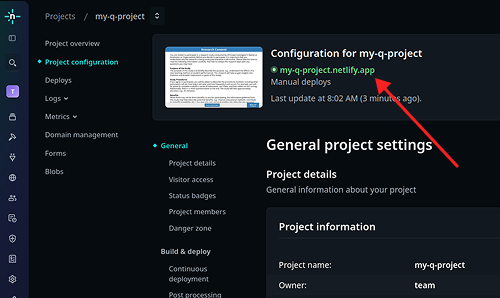 Projects / my-q-project
Project overview
Project configuration
Deploys
Logs
Metrics
Domain management
Forms
Blobs
T
Research Consent
Configuration for my-q-project
my-q-project.netlify.app
Manual deploys
Last update at 8:02 AM (3 minutes ago).
General
Project details
Visitor access
Status badges
Project members
Danger zone
Build & deploy
Continuous
deployment
Post processing
General project settings
Project details
General information about your project
Project information
Project name: my-q-project
Owner: team